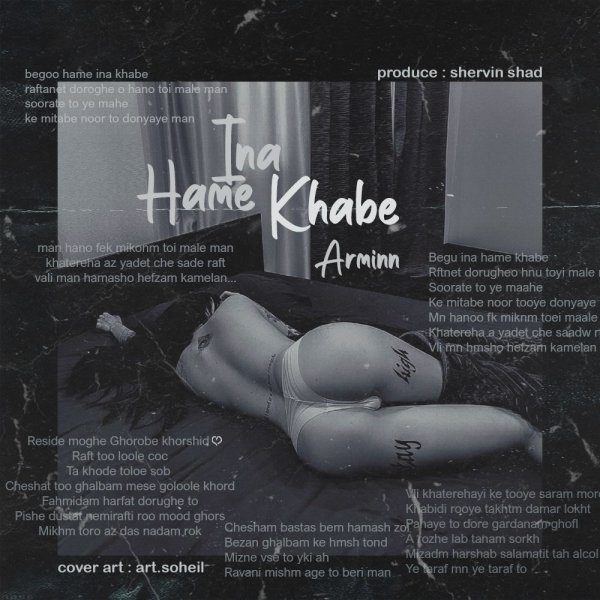 begoo hame ina khabe
raftanet doroghe o hano toi male man
soorate to ye mahe
ke mitabe noor to donyaye man
produce : shervin shad
Ina
Hame Khabe
Arminn
man hano fek mikonm toi male man
khatereha az yadet che sade raft
vali man hamasho hefzam kamelan...
Begu ina hame khabe
Rftnet dorugheo hnu toyi male
Soorate to ye maahe
Ke mitabe noor tooye donyaye
Mn hanoo fk miknm toei maale
Khatereha a yadet che saadw
Vli mn hmsho hefzam kamelan
high
Reside moghe Ghorobe khorshid
Raft too loole coc
Ta khode toloe sob
Cheshat too ghalbam mese goloole khord
Fahmidam harfat dorughe to
Pishe dustat nemirafti roo mood ghors
Mikhm toro az das nadam rok
Chesham bastas bem hamash zol
Bezan ghalbam ke hmsh tond
Mizne vse to yki ah
Ravani mishm age to beri man
Vli khaterehayi ke tooye saram
Khabidi rooye takhtm damar lokht
Pahaye to dore gardanam ghofl
A rozhe lab tanam sorkh
Mizadm harshab salamatit tah alcol
Ye taraf mn ye taraf to
cover art : art.soheil